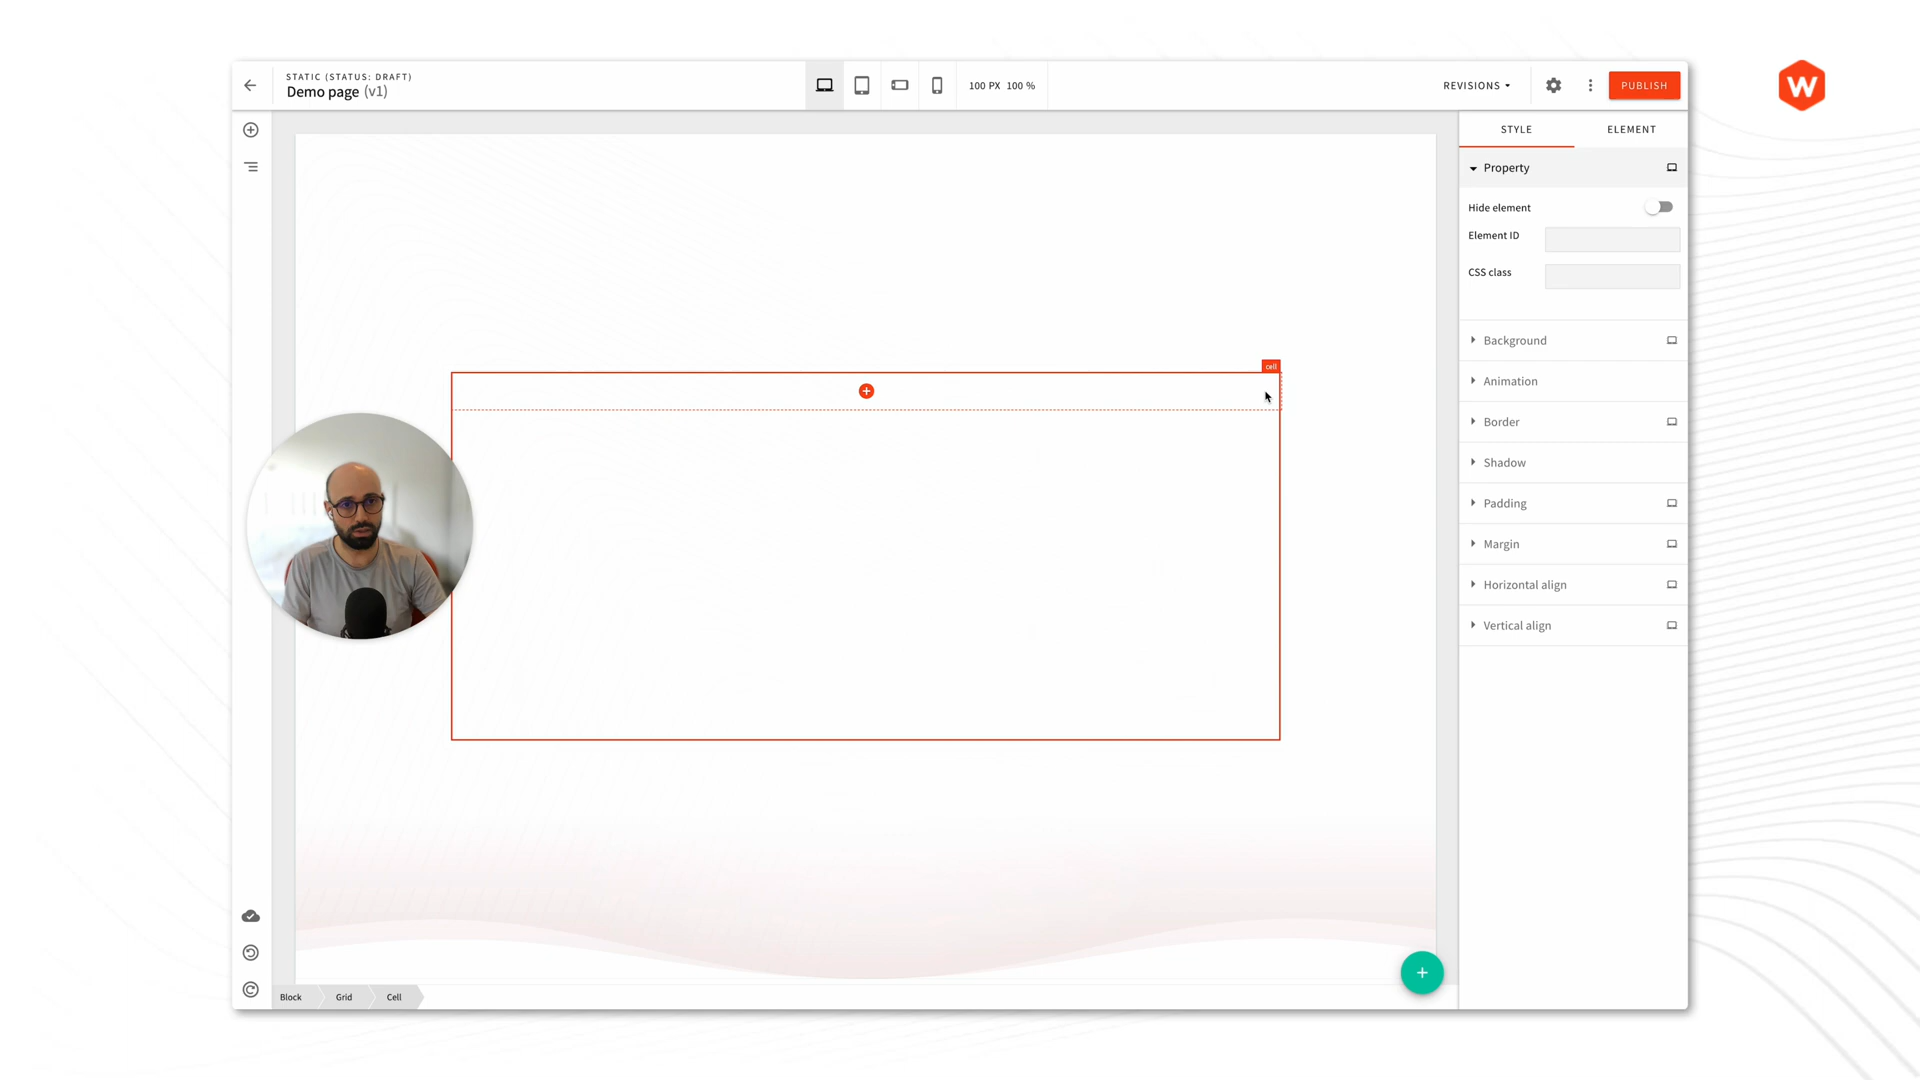 STATIC (STATUS: DRAFT)
Demo page (v1)
100 PX 100 %
REVISIONS
PUBLISH
W
STYLE
ELEMENT
Property
Hide element
Element ID
CSS class
Background
Animation
Border
Shadow
Padding
Margin
Horizontal align
Vertical align
cell
Block
Grid
Cell